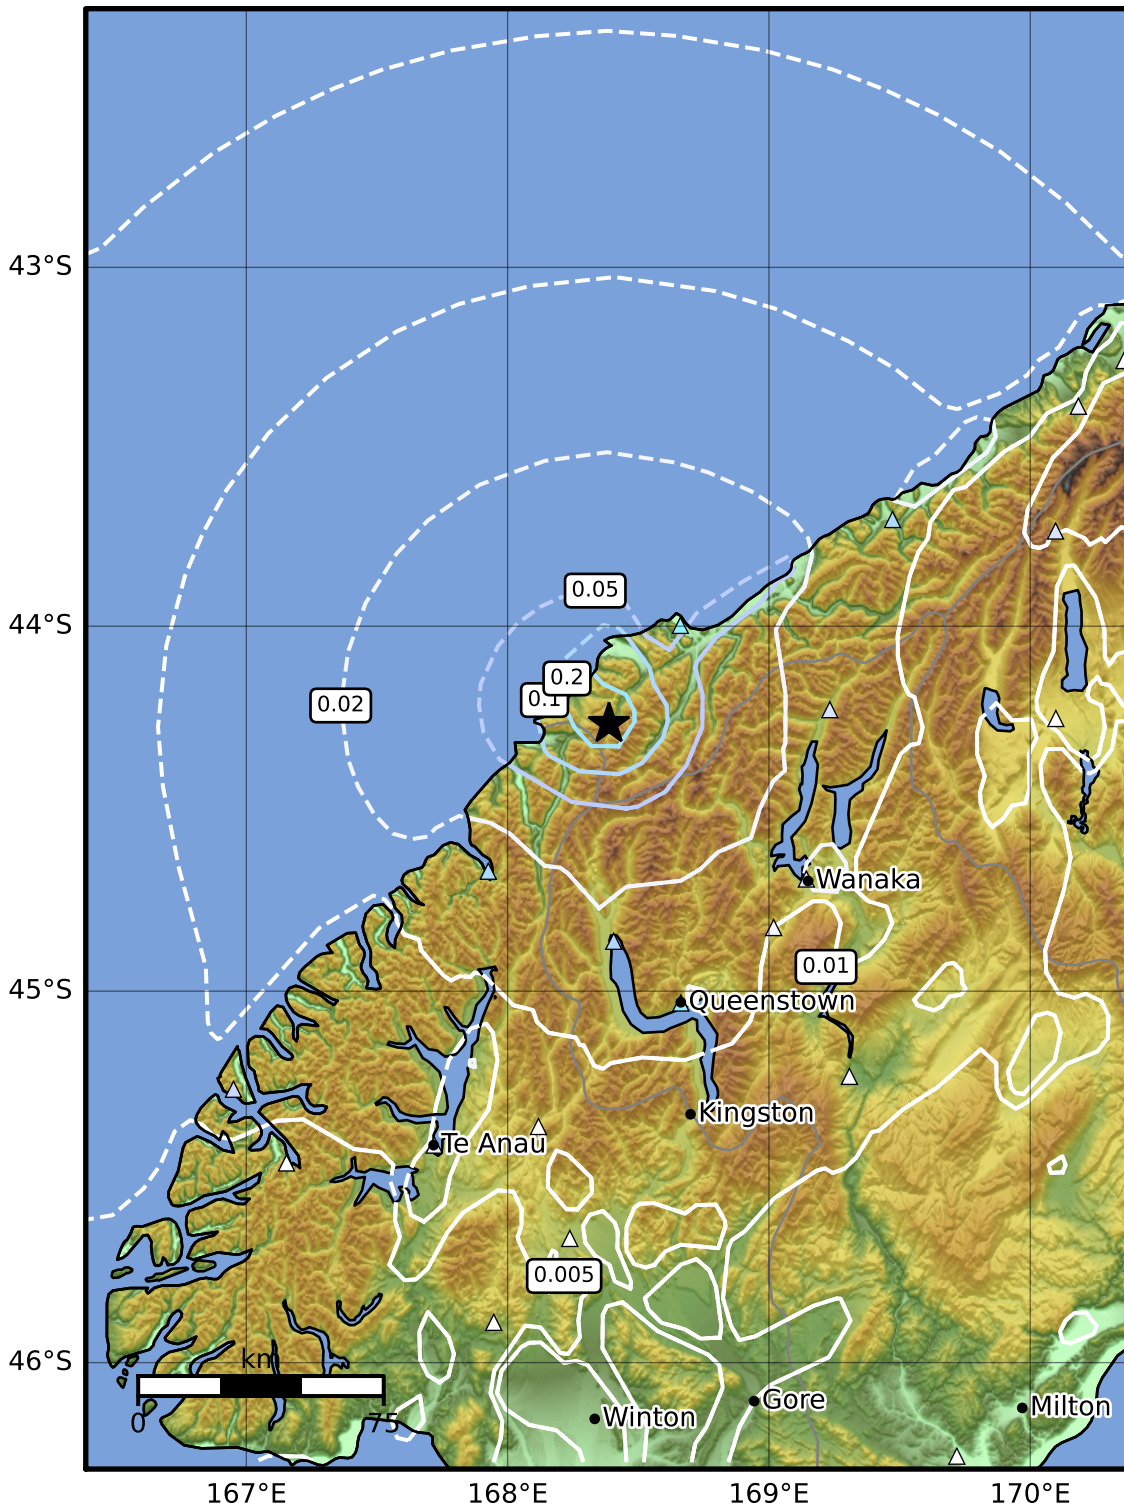 43°S
0.05
44°S
0.2
0.1
0.02
Wanaka
0.01
45°S
Queenstown
Kingston
Te Anau
0.005
46°S
km
0 75
Gore
Milton
Winton
167°E 168°E 169°E 170°E